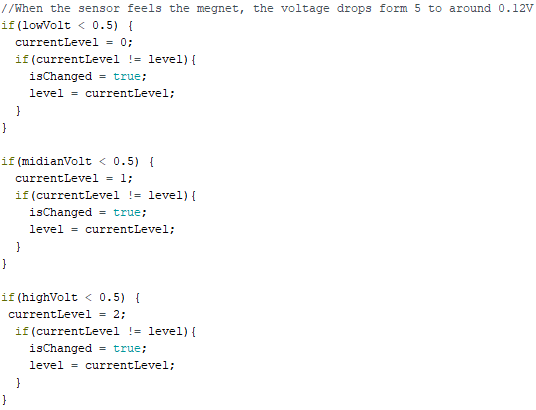 //When the sensor feels the megnet, the voltage drops form 5 to around 0.12V
if(lowVolt < 0.5) {
  currentLevel = 0;
  if(currentLevel != level){
    isChanged = true;
    level = currentLevel;
  }
}

if(midianVolt < 0.5) {
  currentLevel = 1;
  if(currentLevel != level){
    isChanged = true;
    level = currentLevel;
  }
}

if(highVolt < 0.5) {
 currentLevel = 2;
  if(currentLevel != level){
    isChanged = true;
    level = currentLevel;
  }
}